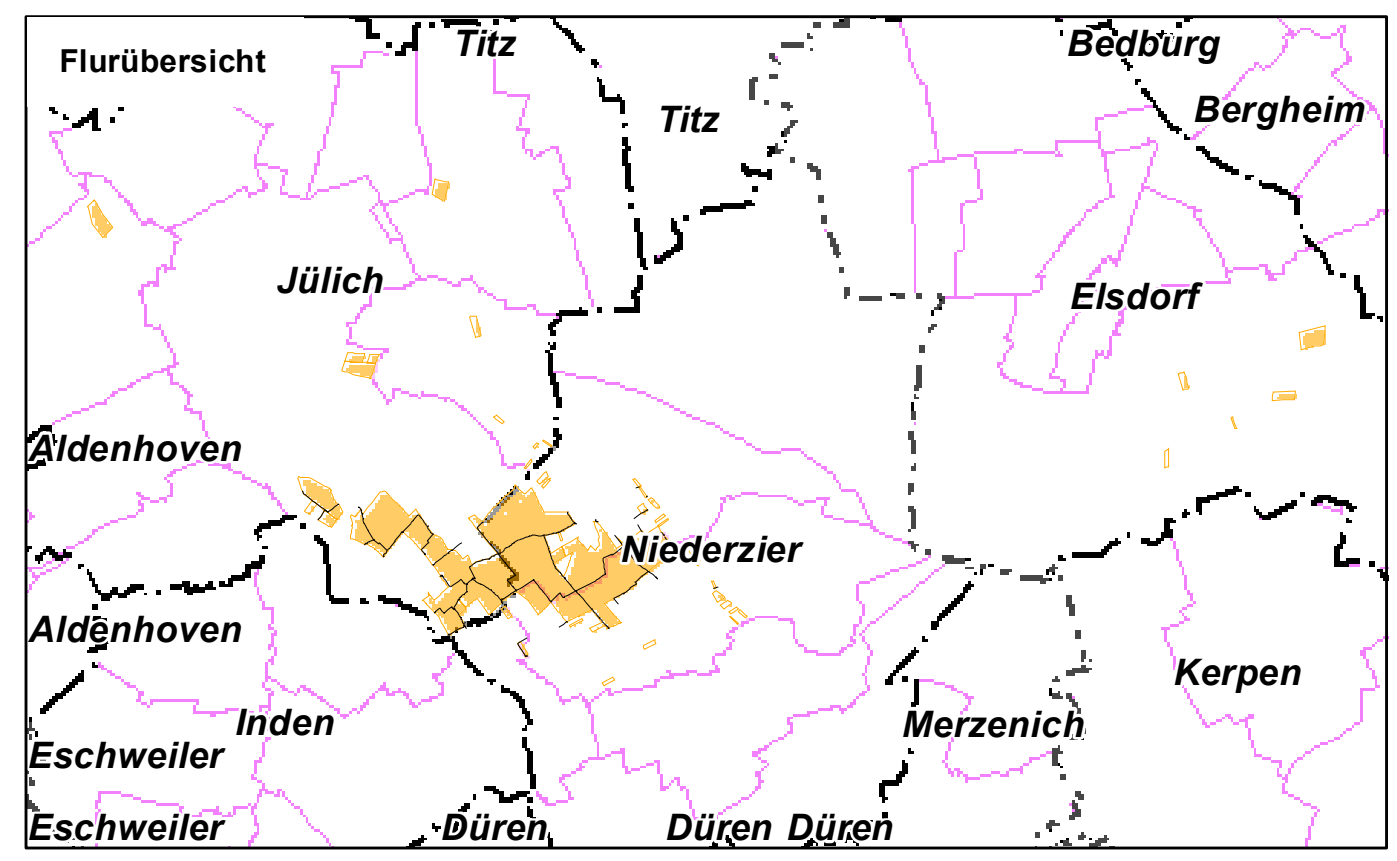 Flurübersicht
Titz
Bedburg
Titz
Bergheim
Jülich
Elsdorf
Aldenhoven
Niederzier
Aldenhoven
Kerpen
Inden
Merzenich
Eschweiler
Eschweiler
Düren
Düren
Düren